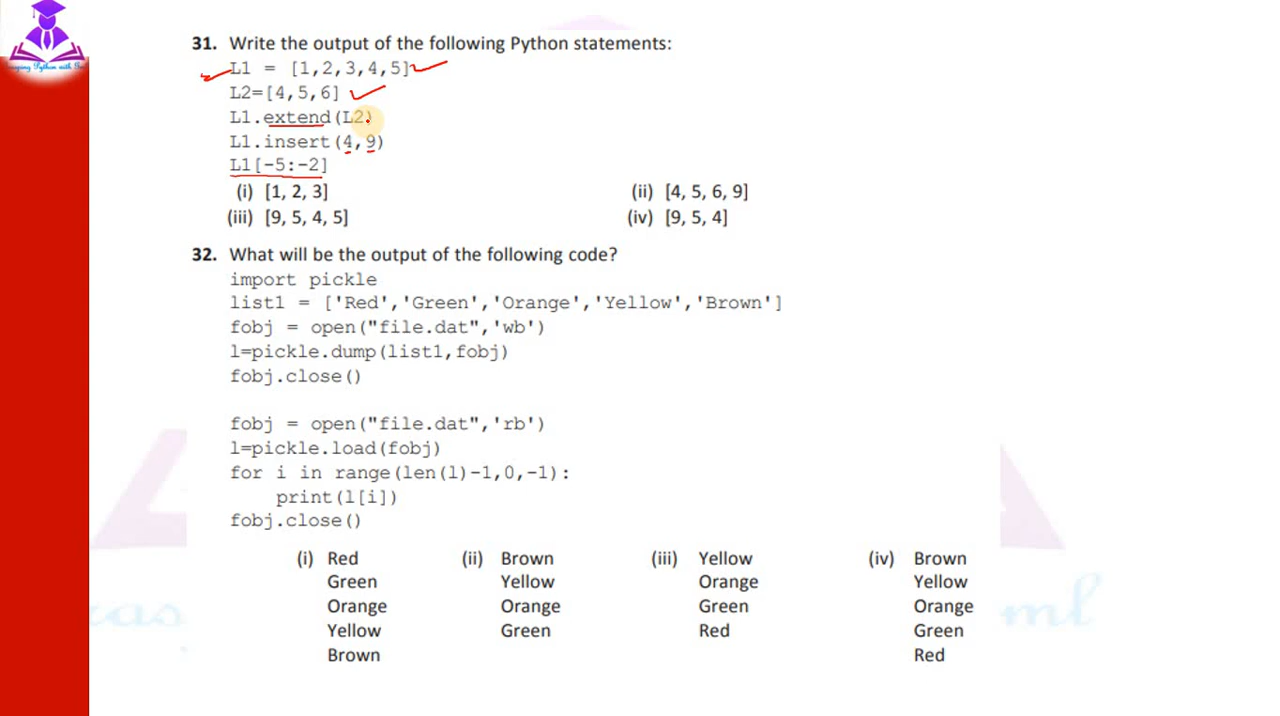 31. Write the output of the following Python statements:
L1 = [1,2,3,4,5]
L2=[4,5,6]
L1.extend(L2)
L1.insert(4,9)
L1[-5:-2]
(i) [1, 2, 3] (ii) [4, 5, 6, 9]
(iii) [9, 5, 4, 5] (iv) [9, 5, 4]
32. What will be the output of the following code?
import pickle
list1 = ['Red','Green','Orange','Yellow','Brown']
fobj = open("file.dat",'wb')
l=pickle.dump(list1,fobj)
fobj.close()
fobj = open("file.dat",'rb')
l=pickle.load(fobj)
for i in range(len(l)-1,0,-1):
print(l[i])
fobj.close()
(i) Red (ii) Brown (iii) Yellow (iv) Brown
Green Yellow Orange Yellow
Orange Orange Green Orange
Yellow Green Red Green
Brown Red